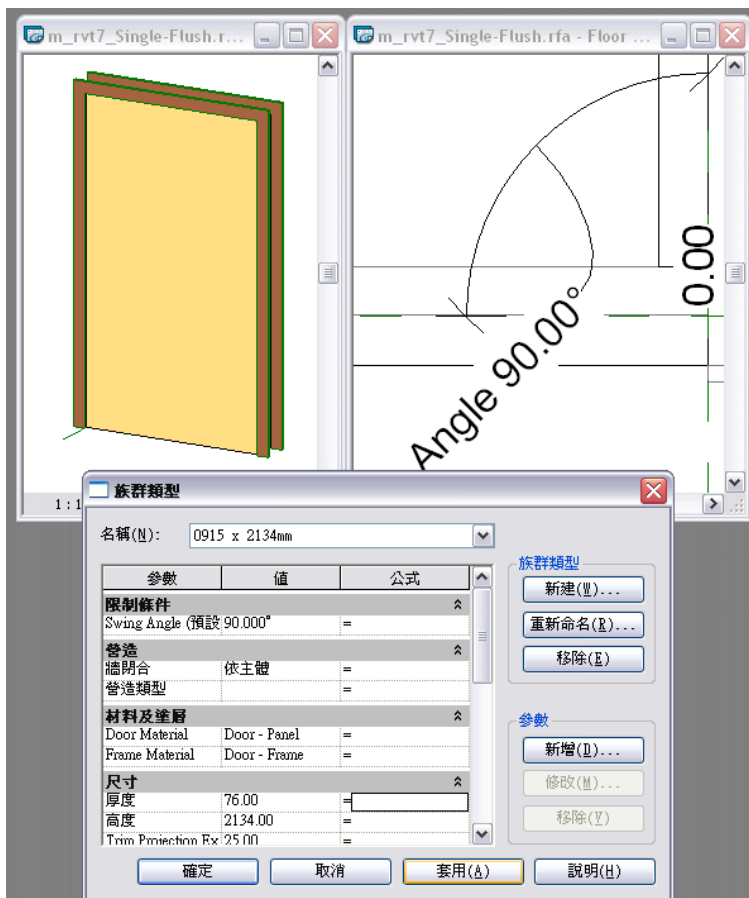 m_rvt7_Single-Flush.r...
m_rvt7_Single-Flush.rfa - Floor ...
0.00
Angle 90.00°
1:1
族群類型
名稱(N): 0915 x 2134mm
參數 值 公式
限制條件
Swing Angle (預設 90.000° =
營造
牆閉合 依主體 =
營造類型 =
材料及塗層
Door Material Door - Panel =
Frame Material Door - Frame =
尺寸
厚度 76.00 =
高度 2134.00 =
Trim Projection Ex 25.00 =
族群類型
新建(W)...
重新命名(R)...
移除(E)
參數
新增(D)...
修改(M)...
移除(V)
確定 取消 套用(A) 說明(H)